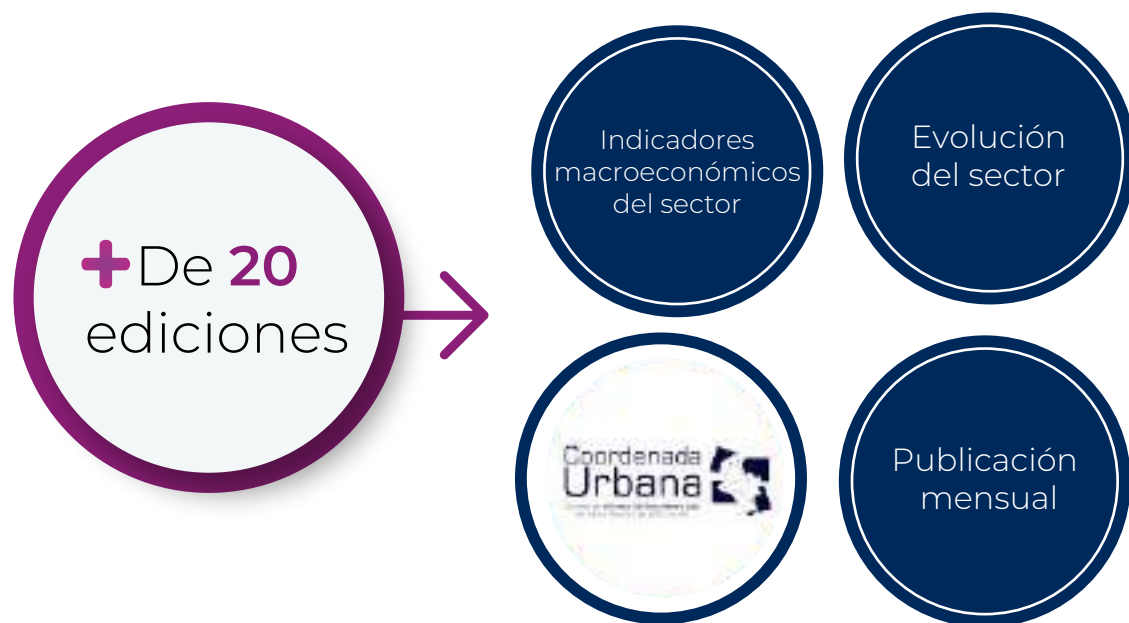 +De 20
ediciones
Indicadores
macroeconómicos
del sector
Evolución
del sector
Coordenada
Urbana
Publicación
mensual